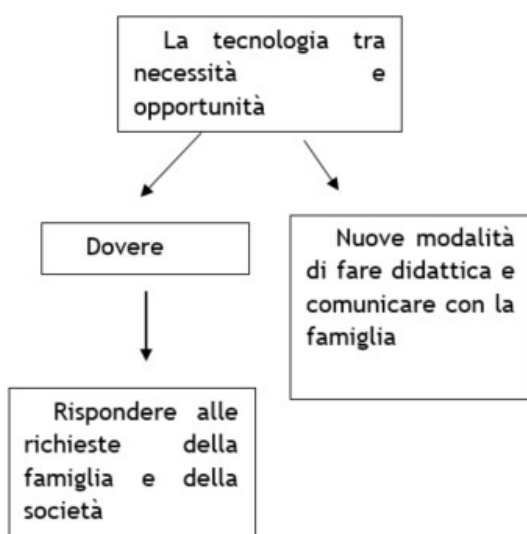 La tecnologia tra
necessità e
opportunità
Dovere
Nuove modalità
di fare didattica e
comunicare con la
famiglia
Rispondere alle
richieste della
famiglia e della
società